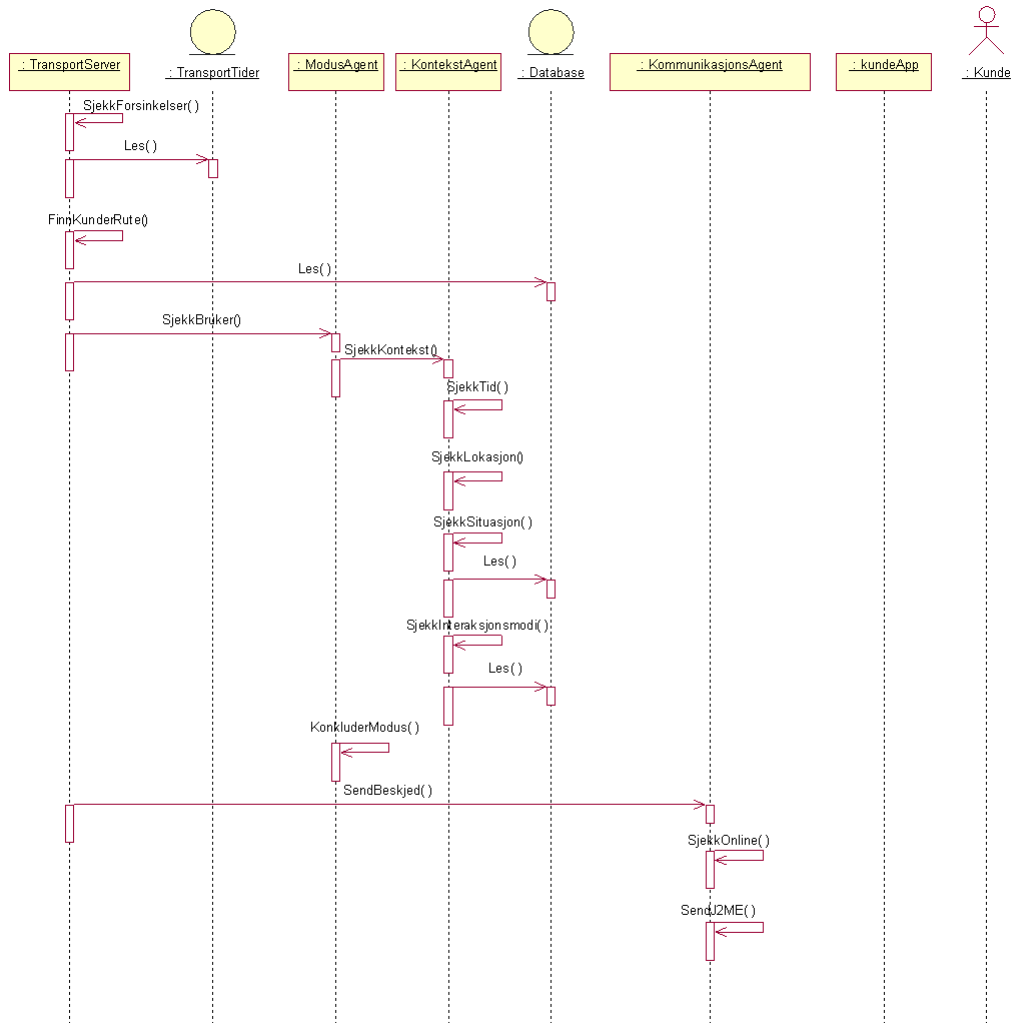 : TransportServer
: TransportTider
: ModusAgent
: KontekstAgent
: Database
: KommunikasjonsAgent
: kundeApp
: Kunde
SjekkForsinkelser( )
Les( )
FinnKunderRute()
Les( )
SjekkBruker()
SjekkKontekst()
SjekkTid( )
SjekkLokasjon()
SjekkSituasjon( )
Les( )
SjekkInteraksjonsmodi( )
Les( )
KonkluderModus( )
SendBeskjed( )
SjekkOnline( )
SendJ2ME( )